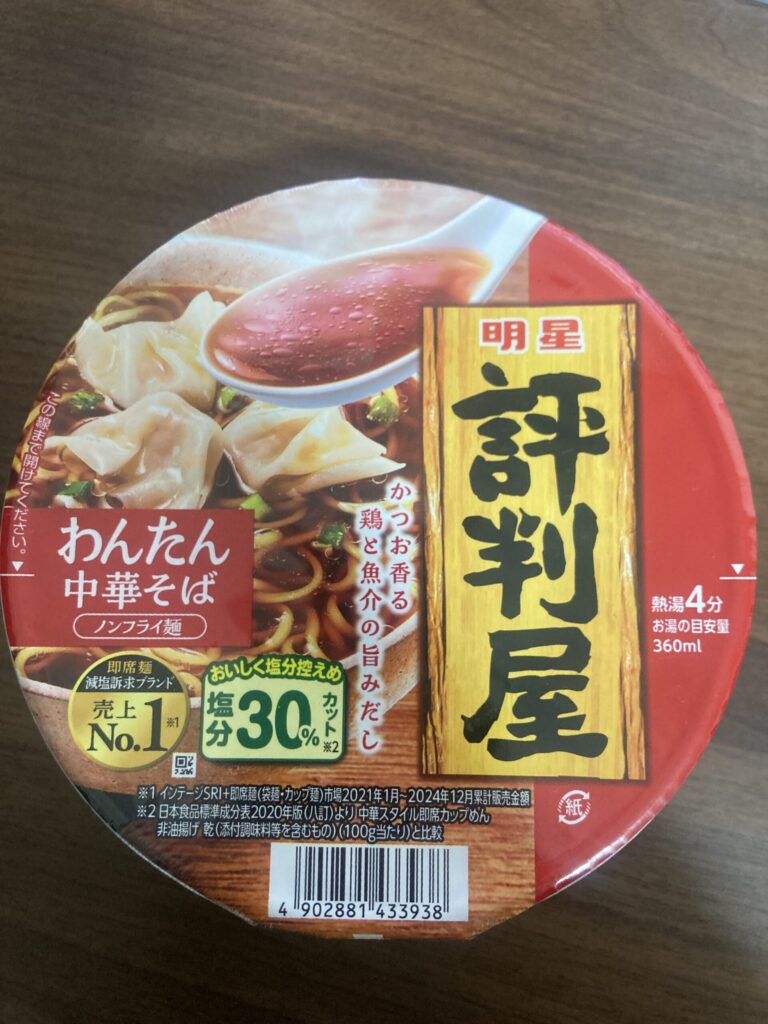 明星
評判屋
かつお香る
鶏と魚介の旨みだし
この線まで開けてください。
わんたん
中華そば
ノンフライ麺
熱湯4分
お湯の目安量
360ml
即席麺
減塩訴求ブランド
売上
No.1※1
おいしく塩分控えめ
塩分30%カット※2
※1 インテージSRI+即席麺(袋麺・カップ麺)市場2021年1月~2024年12月累計販売金額
※2 日本食品標準成分表2020年版(八訂)より 中華スタイル即席カップめん
非油揚げ 乾(添付調味料等を含むもの)(100g当たり)と比較
紙
4 902881 433938